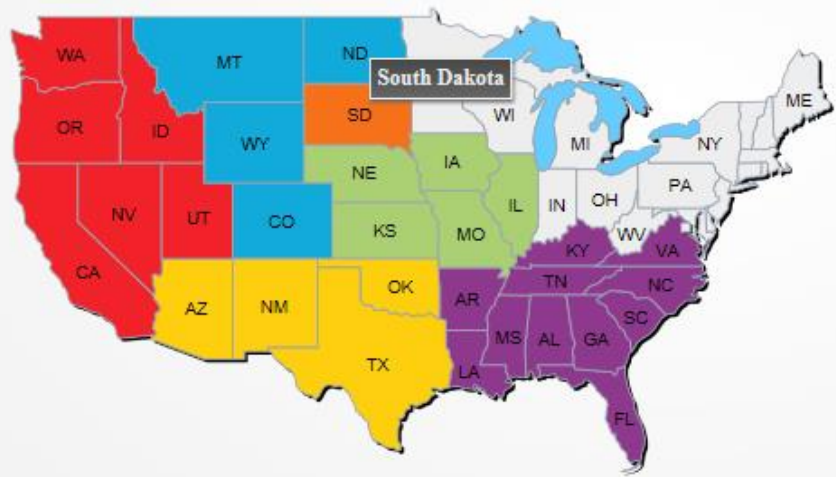 WA
MT
ND
ME
South Dakota
OR
ID
SD
WI
MI
NY
WY
NE
IA
PA
NV
UT
CO
IL
IN
OH
KS
MO
WV
CA
KY
VA
AZ
NM
OK
AR
TN
NC
SC
MS
AL
GA
TX
LA
FL